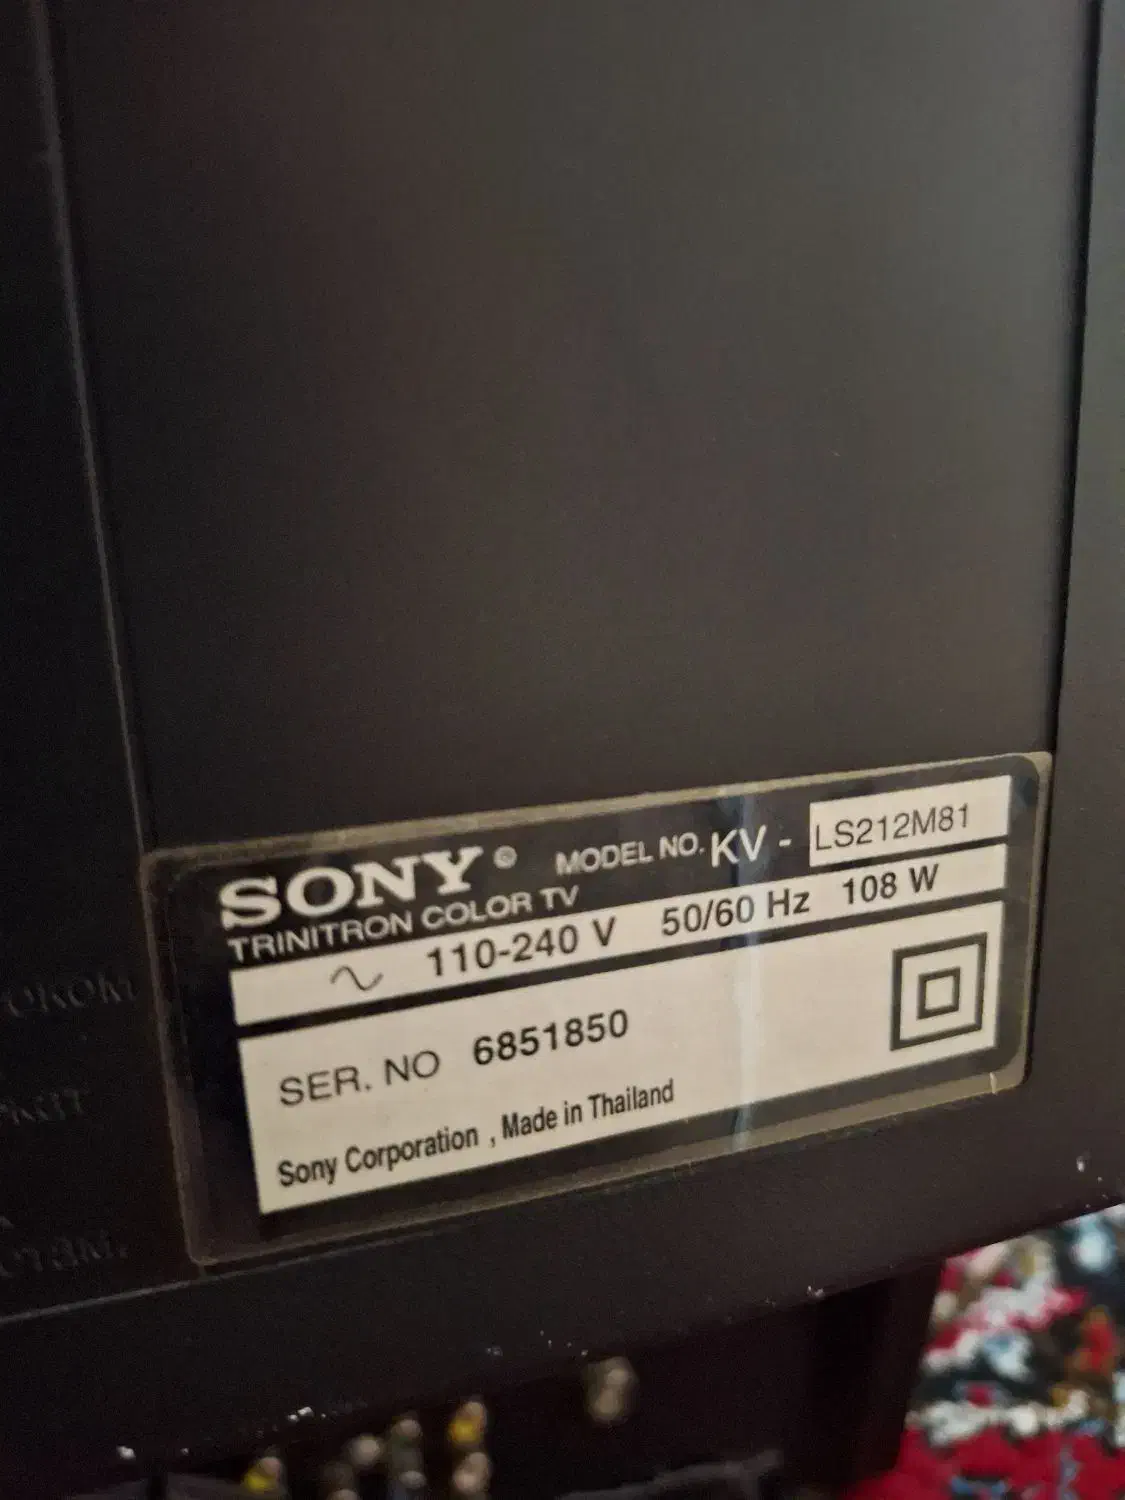 SONY® MODEL NO. KV - LS212M81
TRINITRON COLOR TV
110-240 V 50/60 Hz 108 W
SER. NO 6851850
Sony Corporation , Made in Thailand